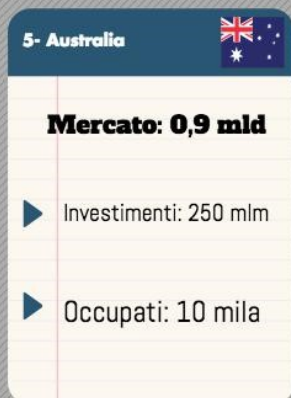 5- Australia
Mercato: 0,9 mld
Investimenti: 250 mlm
Occupati: 10 mila